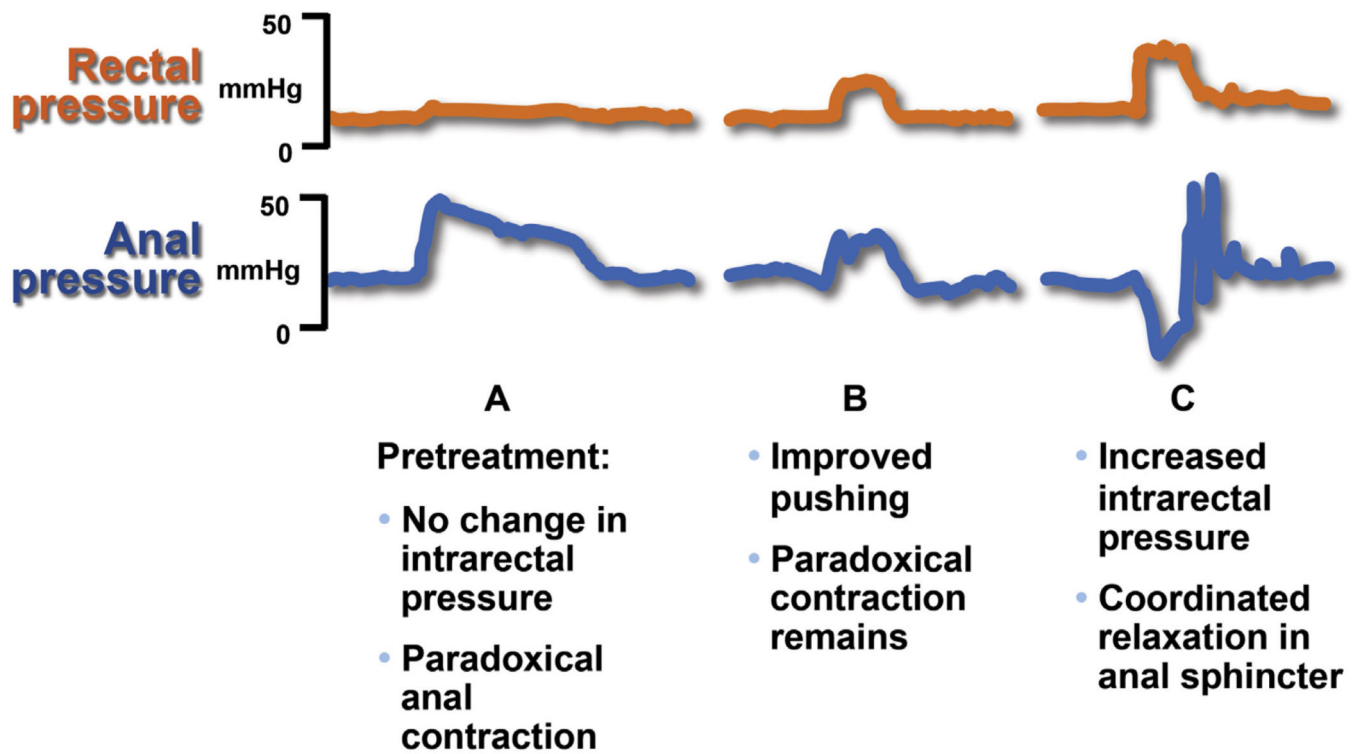 50
Rectal
pressure
mmHg
0
50
Anal
pressure
mmHg
0
A
Pretreatment:
• No change in
intrarectal
pressure
• Paradoxical
anal
contraction
B
• Improved
pushing
• Paradoxical
contraction
remains
C
• Increased
intrarectal
pressure
• Coordinated
relaxation in
anal sphincter